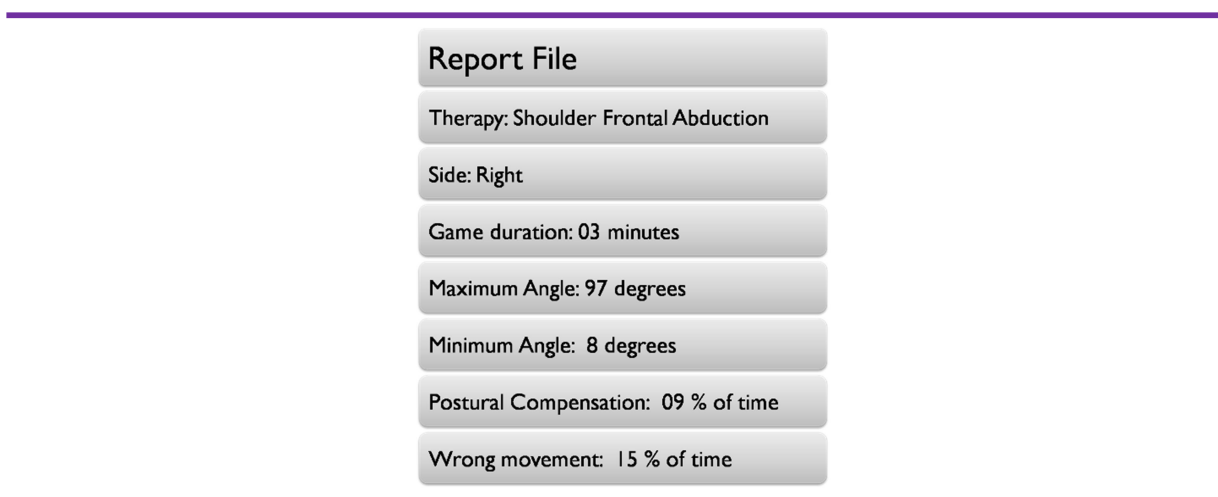 Report File
Therapy: Shoulder Frontal Abduction
Side: Right
Game duration: 03 minutes
Maximum Angle: 97 degrees
Minimum Angle:  8 degrees
Postural Compensation:  09 % of time
Wrong movement:  15 % of time